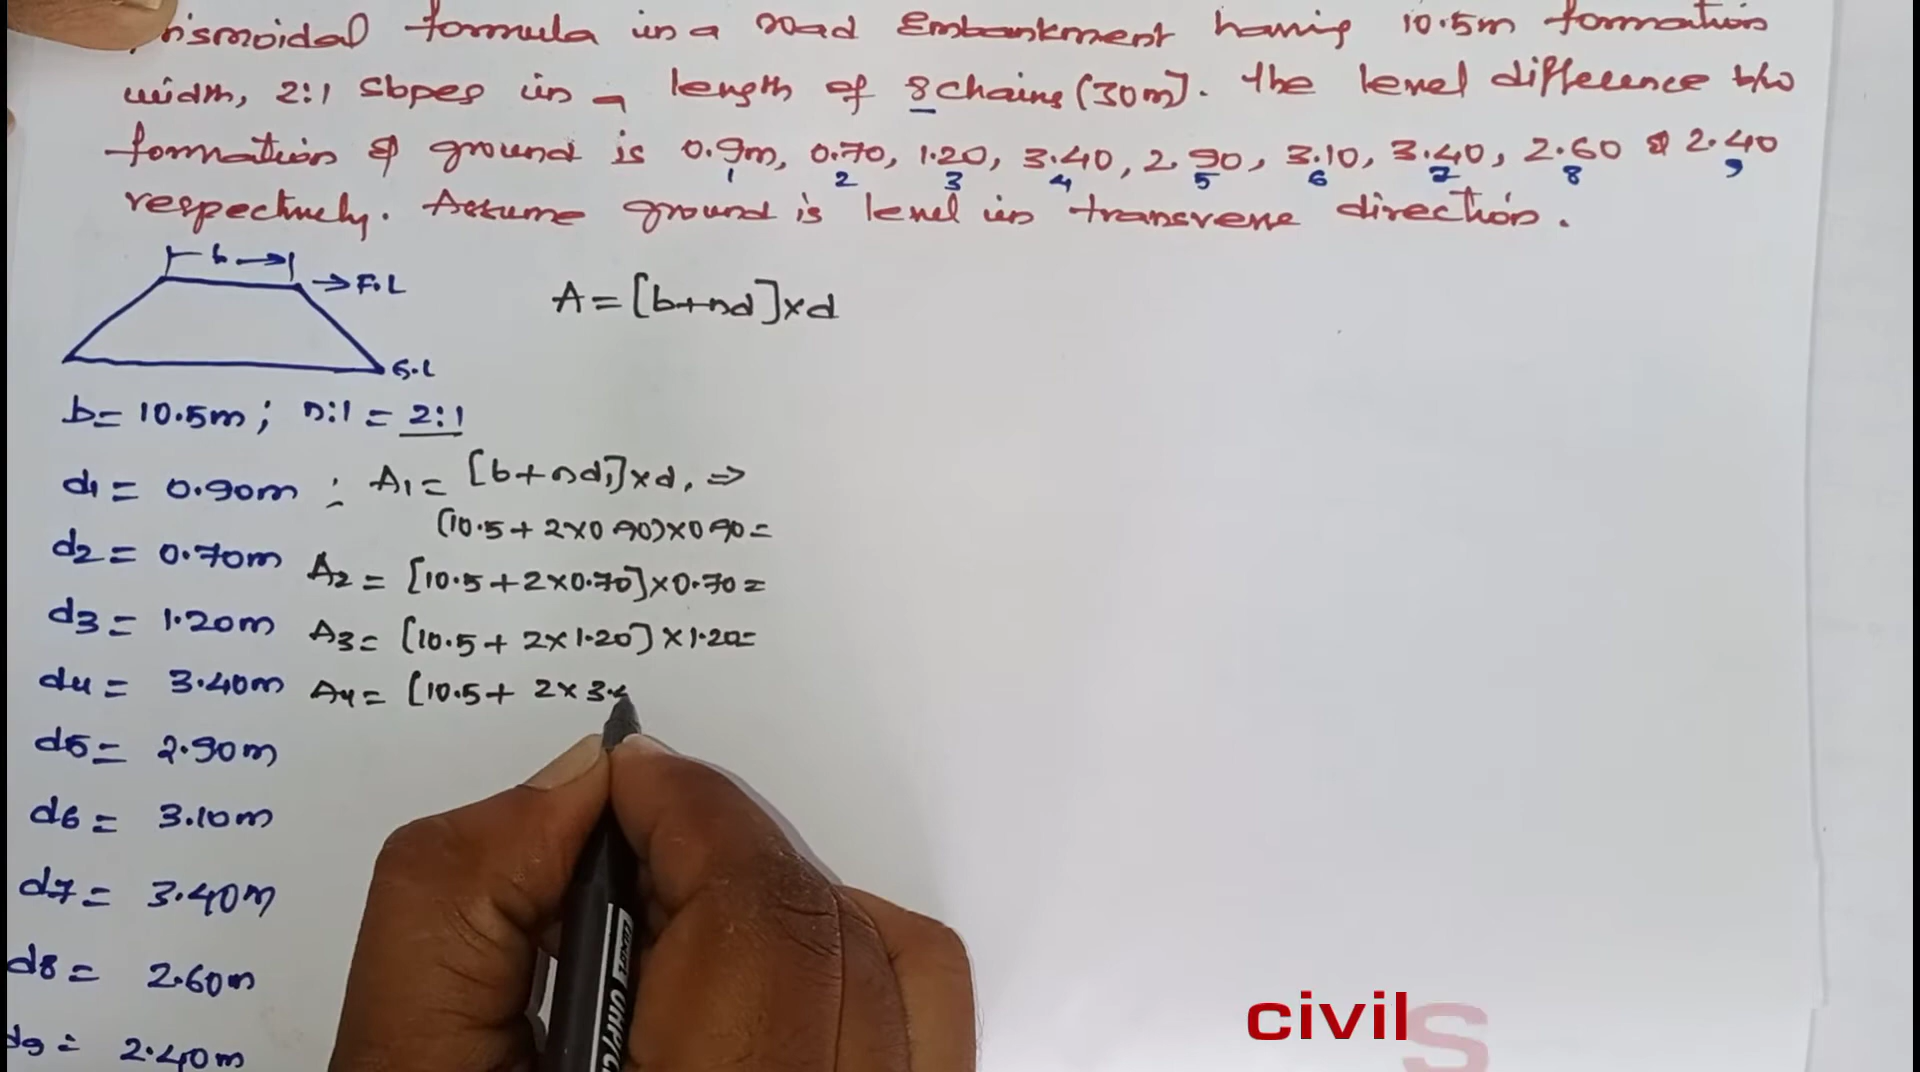 prismoidal formula in a road Embankment having 10.5m formation
width, 2:1 slopes in a length of 8 chains (30m). The level difference b/w
formation & ground is 0.9m, 0.70, 1.20, 3.40, 2.90, 3.10, 3.40, 2.60 & 2.40
1 2 3 4 5 6 7 8 9
respectively. Assume ground is level in transverse direction.
b
F.L
G.L
A = [b+nd]×d
b = 10.5m ; n:1 = 2:1
d1 = 0.90m ∴ A1 = [b+nd1]×d1 ⇒
(10.5 + 2×0.90)×0.90 =
d2 = 0.70m A2 = [10.5 + 2×0.70]×0.70 =
d3 = 1.20m A3 = [10.5 + 2×1.20]×1.20 =
d4 = 3.40m A4 = [10.5 + 2×3.4
d5 = 2.90m
d6 = 3.10m
d7 = 3.40m
d8 = 2.60m
d9 = 2.40m
civil S